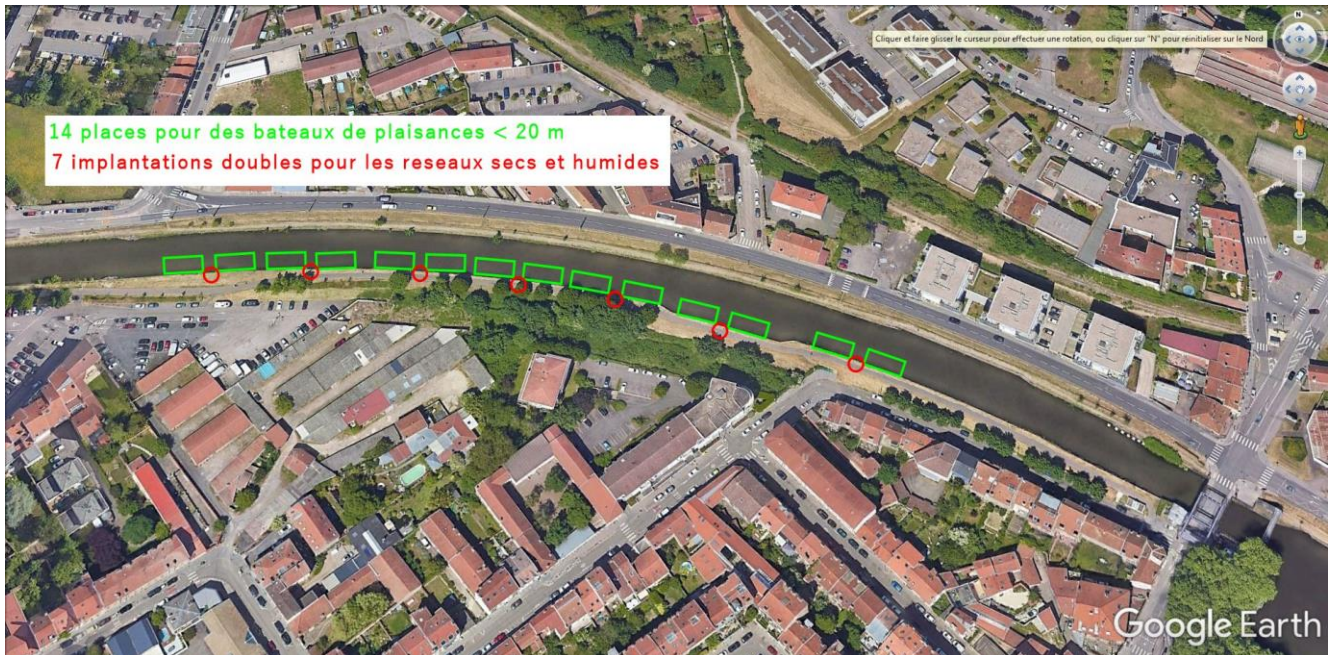 Cliquer et faire glisser le curseur pour effectuer une rotation, ou cliquer sur "N" pour réinitialiser sur le Nord
N
14 places pour des bateaux de plaisances < 20 m
7 implantations doubles pour les reseaux secs et humides
Google Earth